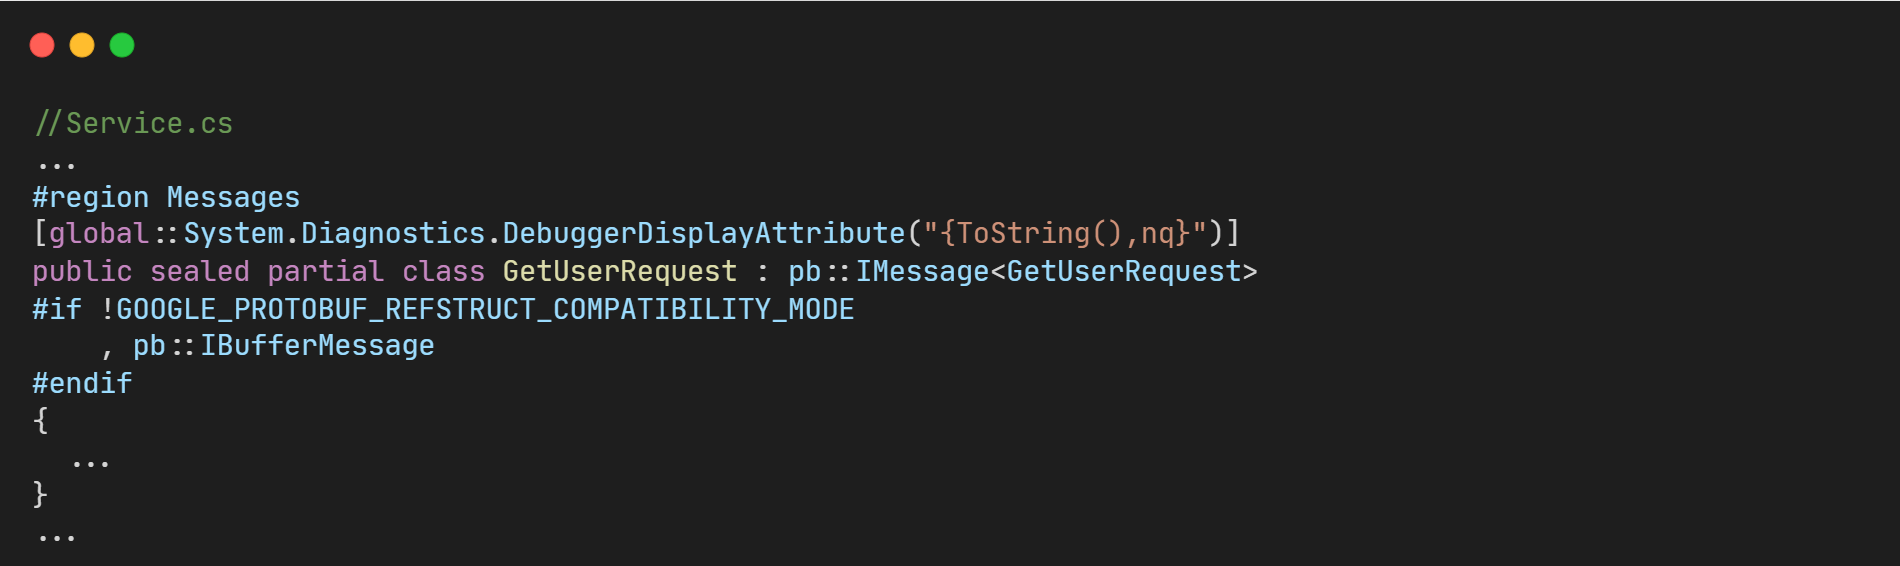 //Service.cs
...
#region Messages
[global::System.Diagnostics.DebuggerDisplayAttribute("{ToString(),nq}")]
public sealed partial class GetUserRequest : pb::IMessage<GetUserRequest>
#if !GOOGLE_PROTOBUF_REFSTRUCT_COMPATIBILITY_MODE
    , pb::IBufferMessage
#endif
{
  ...
}
...